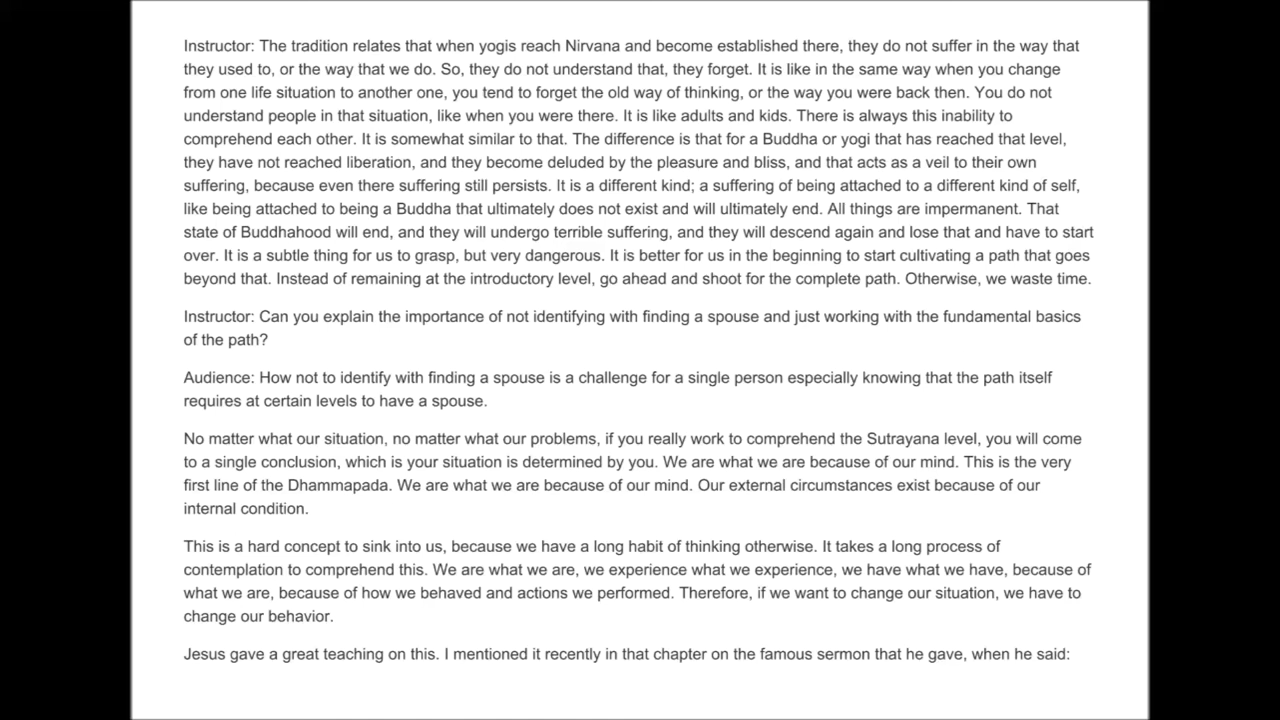 Instructor: The tradition relates that when yogis reach Nirvana and become established there, they do not suffer in the way that
they used to, or the way that we do. So, they do not understand that, they forget. It is like in the same way when you change
from one life situation to another one, you tend to forget the old way of thinking, or the way you were back then. You do not
understand people in that situation, like when you were there. It is like adults and kids. There is always this inability to
comprehend each other. It is somewhat similar to that. The difference is that for a Buddha or yogi that has reached that level,
they have not reached liberation, and they become deluded by the pleasure and bliss, and that acts as a veil to their own
suffering, because even there suffering still persists. It is a different kind; a suffering of being attached to a different kind of self,
like being attached to being a Buddha that ultimately does not exist and will ultimately end. All things are impermanent. That
state of Buddhahood will end, and they will undergo terrible suffering, and they will descend again and lose that and have to start
over. It is a subtle thing for us to grasp, but very dangerous. It is better for us in the beginning to start cultivating a path that goes
beyond that. Instead of remaining at the introductory level, go ahead and shoot for the complete path. Otherwise, we waste time.
Instructor: Can you explain the importance of not identifying with finding a spouse and just working with the fundamental basics
of the path?
Audience: How not to identify with finding a spouse is a challenge for a single person especially knowing that the path itself
requires at certain levels to have a spouse.
No matter what our situation, no matter what our problems, if you really work to comprehend the Sutrayana level, you will come
to a single conclusion, which is your situation is determined by you. We are what we are because of our mind. This is the very
first line of the Dhammapada. We are what we are because of our mind. Our external circumstances exist because of our
internal condition.
This is a hard concept to sink into us, because we have a long habit of thinking otherwise. It takes a long process of
contemplation to comprehend this. We are what we are, we experience what we experience, we have what we have, because of
what we are, because of how we behaved and actions we performed. Therefore, if we want to change our situation, we have to
change our behavior.
Jesus gave a great teaching on this. I mentioned it recently in that chapter on the famous sermon that he gave, when he said: